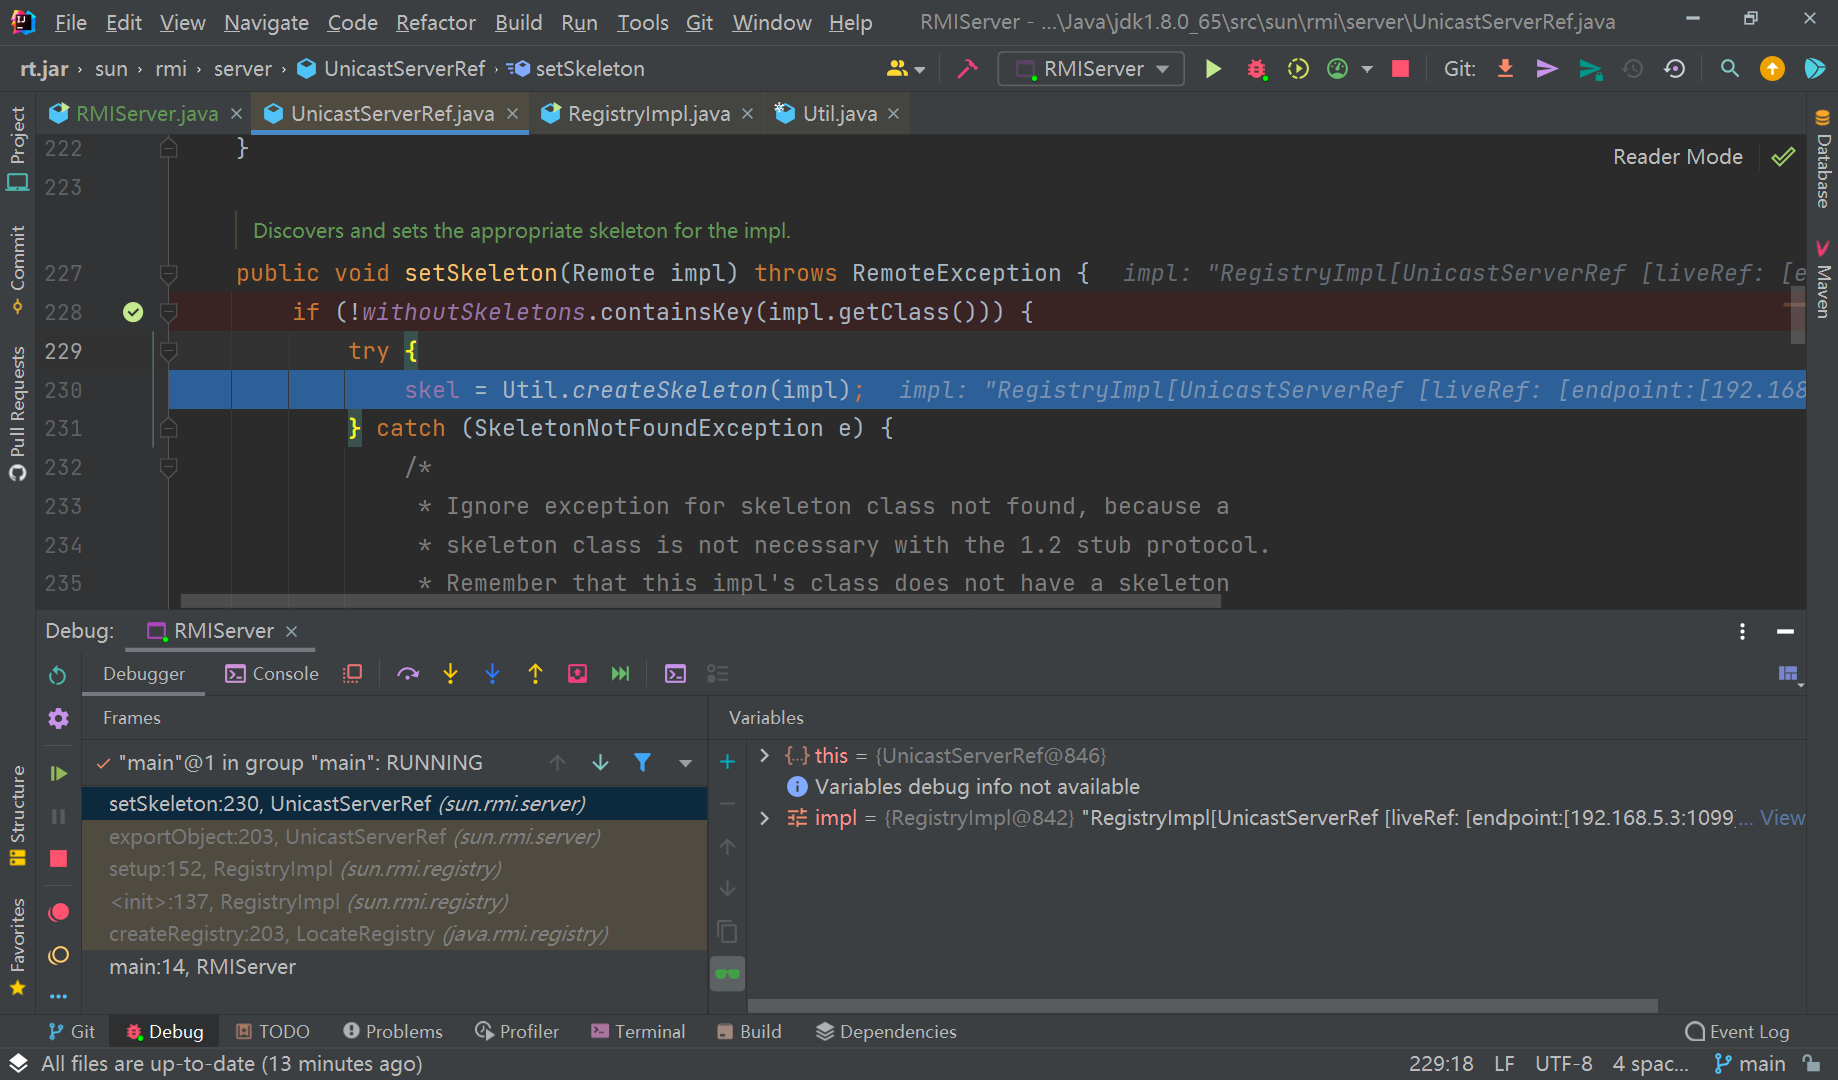 File Edit View Navigate Code Refactor Build Run Tools Git Window Help RMIServer - ...\Java\jdk1.8.0_65\src\sun\rmi\server\UnicastServerRef.java
rt.jar › sun › rmi › server › UnicastServerRef › setSkeleton RMIServer Git:
RMIServer.java UnicastServerRef.java RegistryImpl.java Util.java
Reader Mode
222 }
223
Discovers and sets the appropriate skeleton for the impl.
227 public void setSkeleton(Remote impl) throws RemoteException { impl: "RegistryImpl[UnicastServerRef [liveRef: [e
228 if (!withoutSkeletons.containsKey(impl.getClass())) {
229 try {
230 skel = Util.createSkeleton(impl); impl: "RegistryImpl[UnicastServerRef [liveRef: [endpoint:[192.168
231 } catch (SkeletonNotFoundException e) {
232 /*
233 * Ignore exception for skeleton class not found, because a
234 * skeleton class is not necessary with the 1.2 stub protocol.
235 * Remember that this impl's class does not have a skeleton
Project
Commit
Pull Requests
Structure
Favorites
Database
Maven
Debug: RMIServer
Debugger Console
Frames
"main"@1 in group "main": RUNNING
setSkeleton:230, UnicastServerRef (sun.rmi.server)
exportObject:203, UnicastServerRef (sun.rmi.server)
setup:152, RegistryImpl (sun.rmi.registry)
<init>:137, RegistryImpl (sun.rmi.registry)
createRegistry:203, LocateRegistry (java.rmi.registry)
main:14, RMIServer
Variables
this = {UnicastServerRef@846}
Variables debug info not available
impl = {RegistryImpl@842} "RegistryImpl[UnicastServerRef [liveRef: [endpoint:[192.168.5.3:1099]... View
Git Debug TODO Problems Profiler Terminal Build Dependencies Event Log
All files are up-to-date (13 minutes ago) 229:18 LF UTF-8 4 spac... main